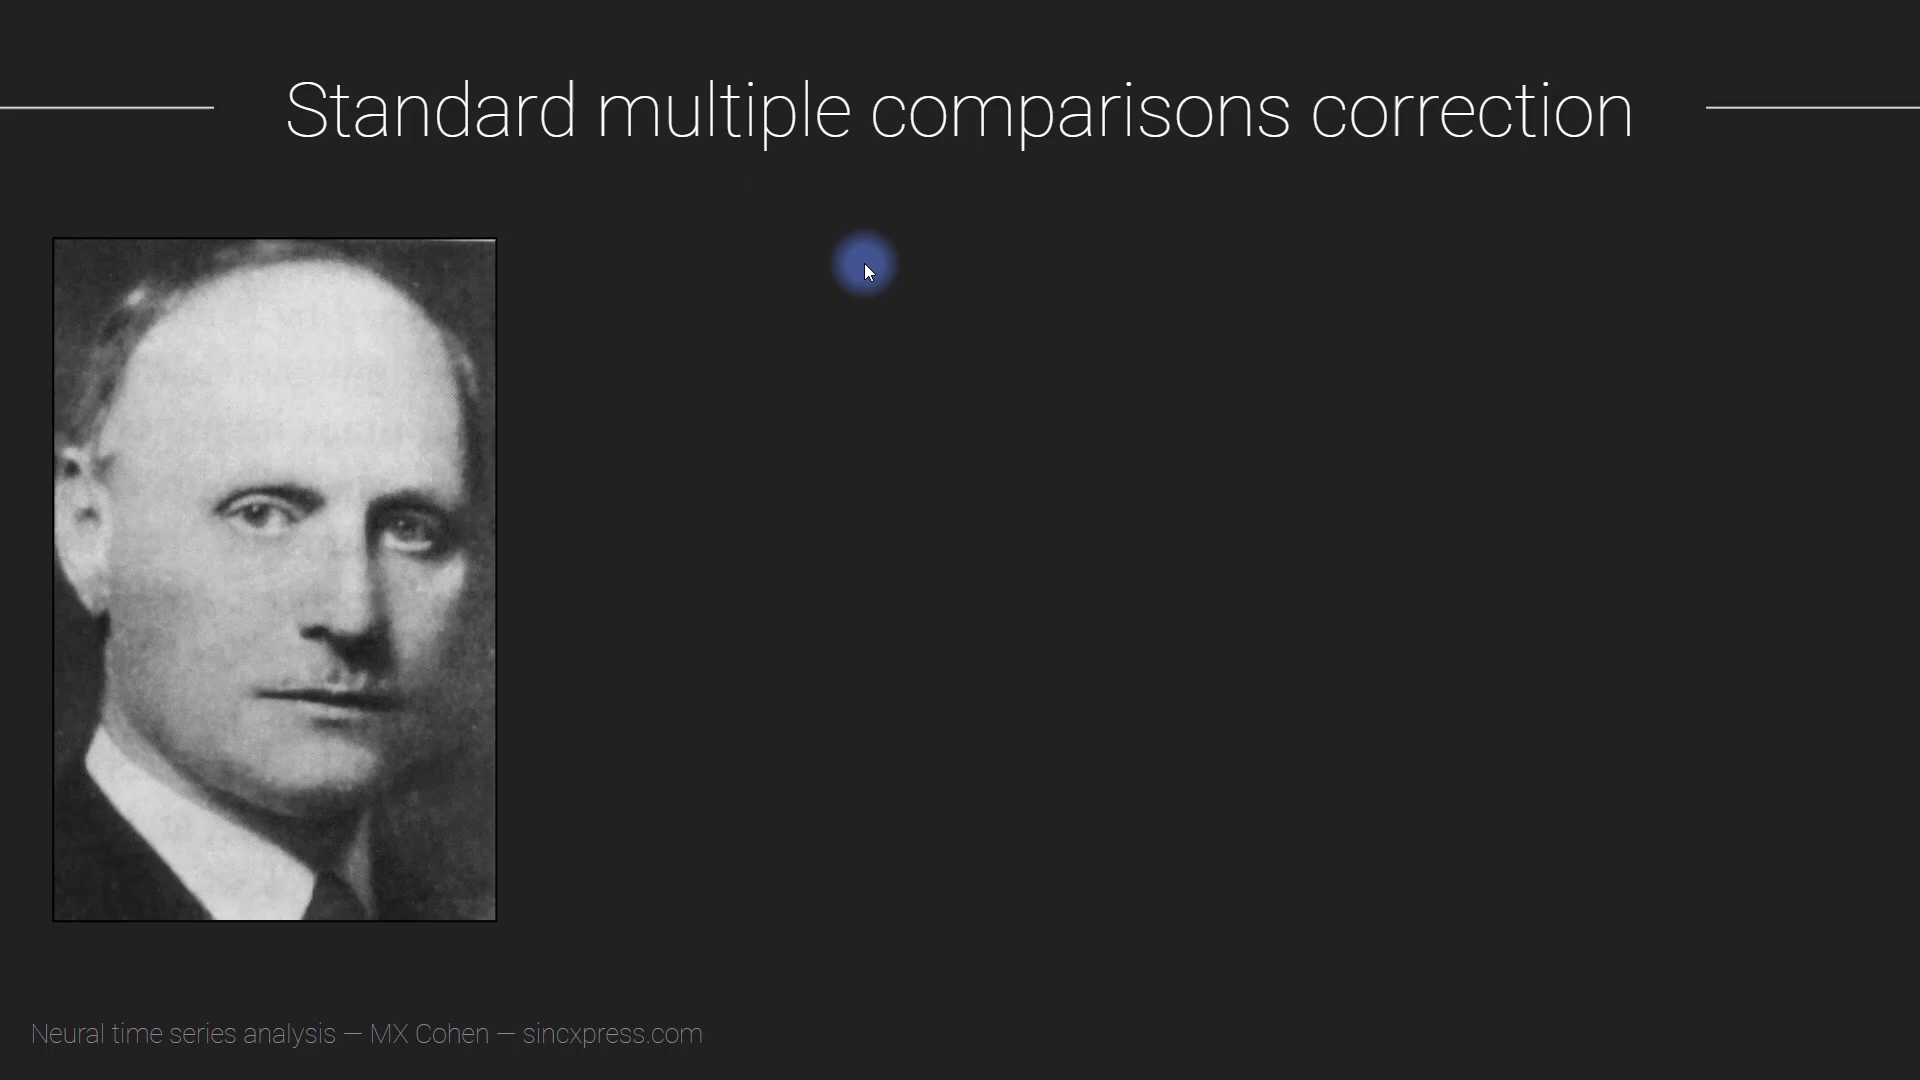 Standard multiple comparisons correction
Neural time series analysis — MX Cohen — sincxpress.com